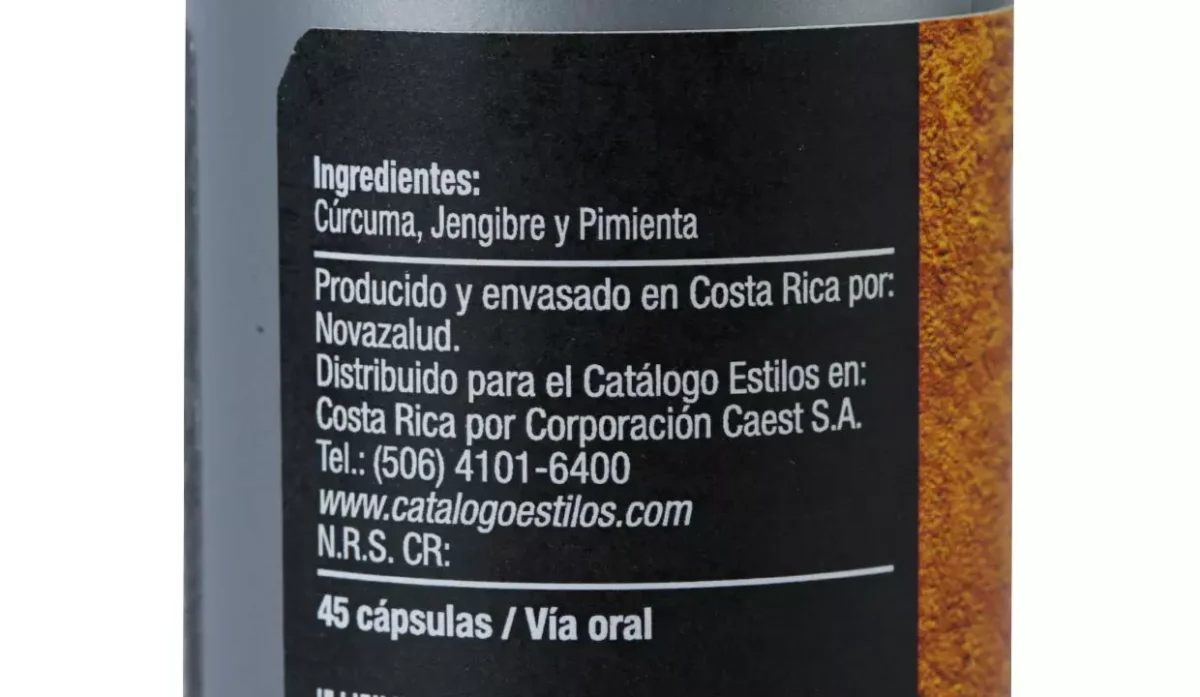 Ingredientes:
Cúrcuma, Jengibre y Pimienta
Producido y envasado en Costa Rica por:
Novazalud.
Distribuido para el Catálogo Estilos en:
Costa Rica por Corporación Caest S.A.
Tel.: (506) 4101-6400
www.catalogoestilos.com
N.R.S. CR:
45 cápsulas / Vía oral